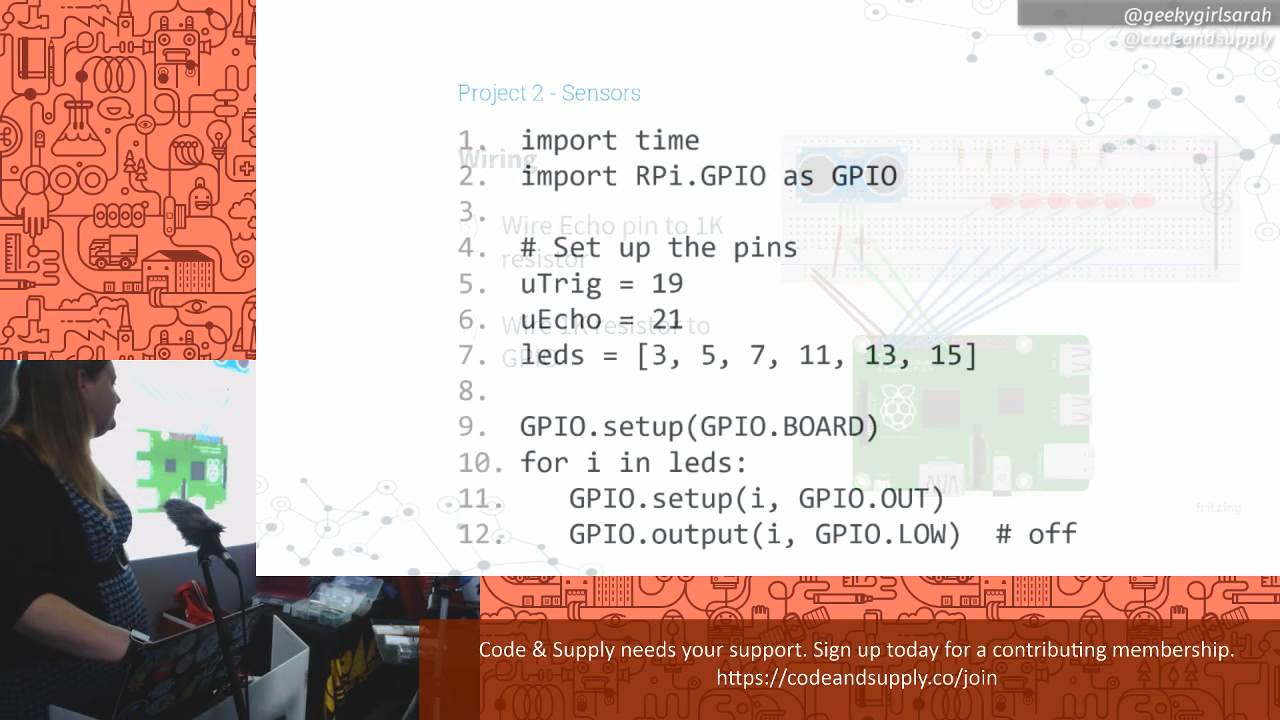 @geekygirlsarah
@codeandsupply
Project 2 - Sensors
Wiring
Wire Echo pin to 1K
resistor
Wire 1K resistor to
GPIO
1. import time
2. import RPi.GPIO as GPIO
3.
4. # Set up the pins
5. uTrig = 19
6. uEcho = 21
7. leds = [3, 5, 7, 11, 13, 15]
8.
9. GPIO.setup(GPIO.BOARD)
10. for i in leds:
11. GPIO.setup(i, GPIO.OUT)
12. GPIO.output(i, GPIO.LOW) # off
fritzing
Code & Supply needs your support. Sign up today for a contributing membership.
https://codeandsupply.co/join